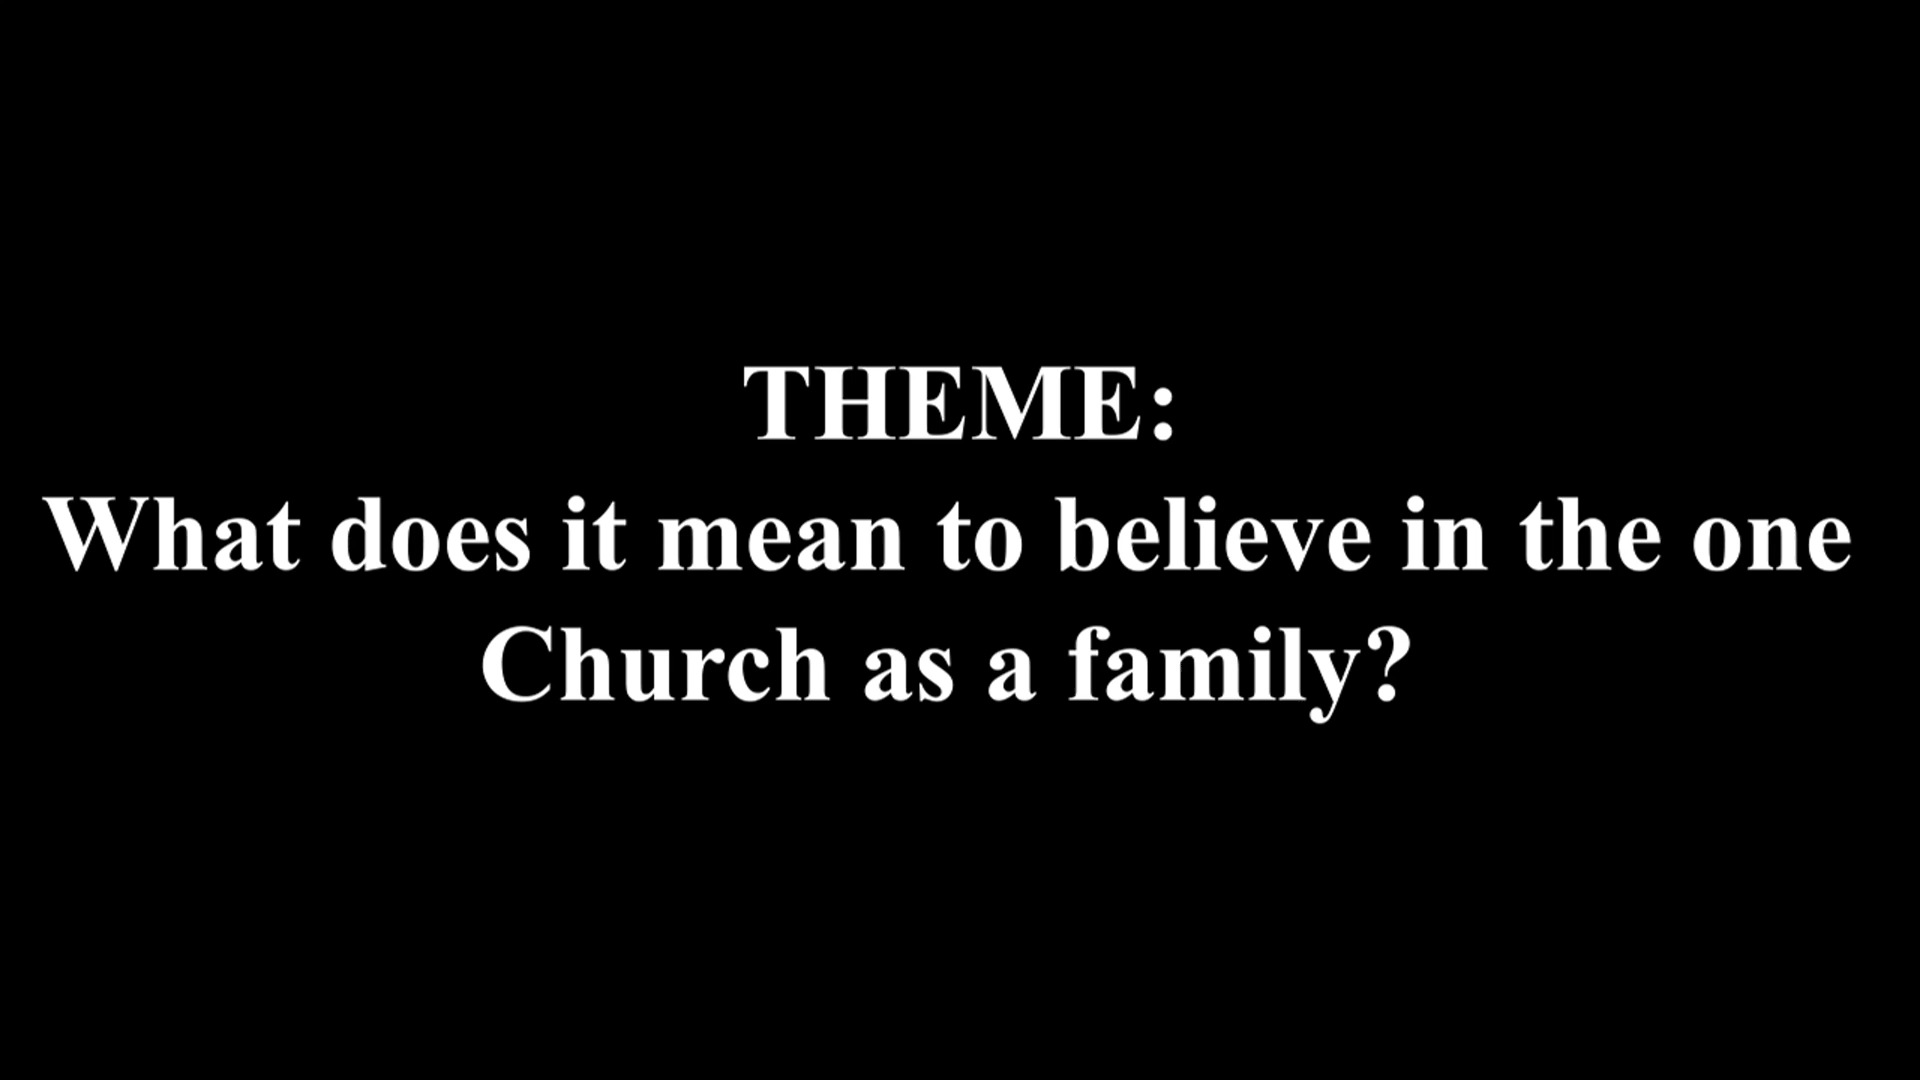 THEME:
What does it mean to believe in the one
Church as a family?